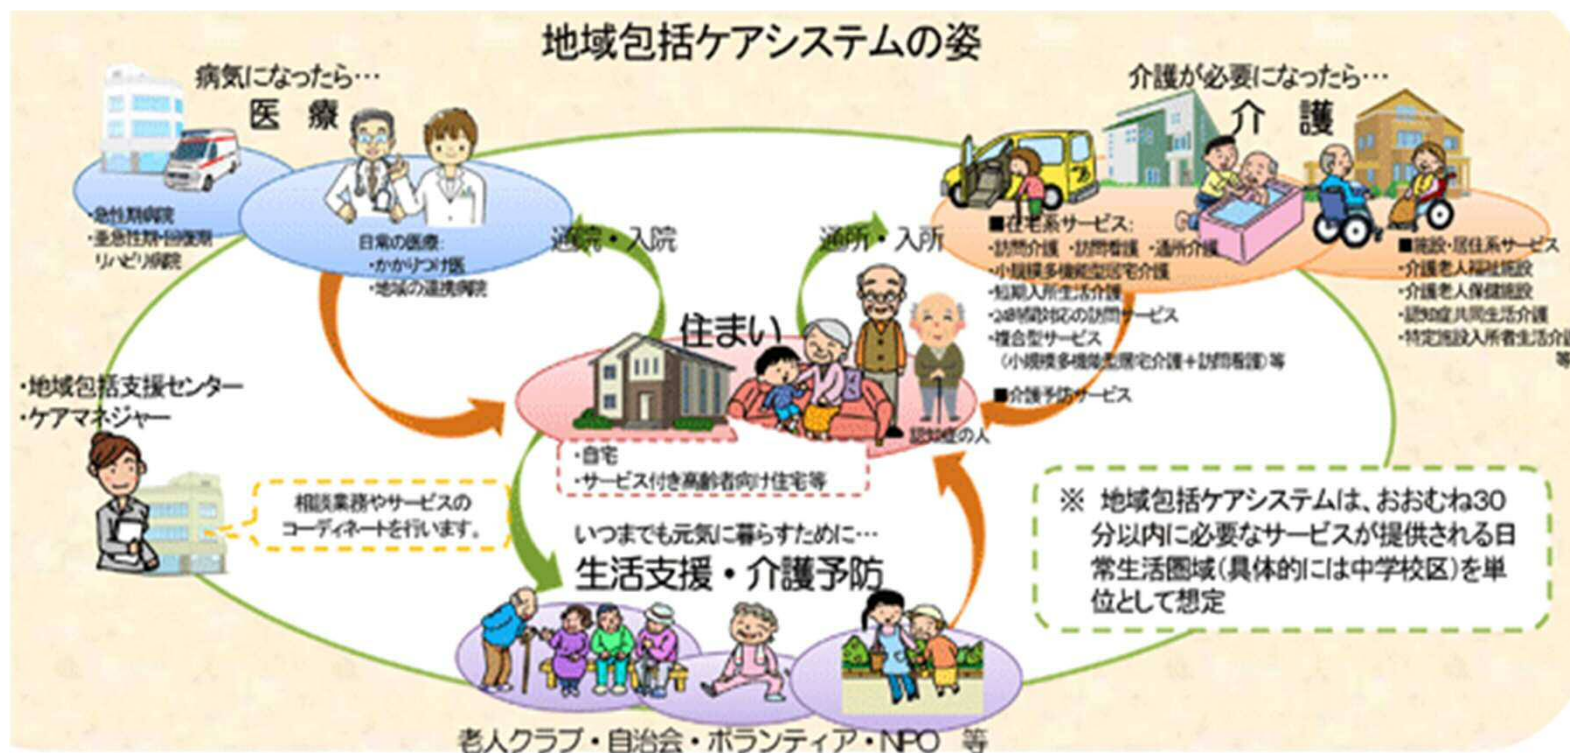 地域包括ケアシステムの姿
病気になったら…
医 療
・急性期病院
・亜急性期・回復期
リハビリ病院
日常の医療:
・かかりつけ医
・地域の連携病院
通院・入院
通所・入所
介護が必要になったら…
介 護
■在宅系サービス:
・訪問介護 ・訪問看護 ・通所介護
・小規模多機能型居宅介護
・短期入所生活介護
・24時間対応の訪問サービス
・複合型サービス
(小規模多機能型居宅介護+訪問看護)等
■介護予防サービス
■施設・居住系サービス
・介護老人福祉施設
・介護老人保健施設
・認知症共同生活介護
・特定施設入所者生活介護
等
住まい
認知症の人
・自宅
・サービス付き高齢者向け住宅等
・地域包括支援センター
・ケアマネジャー
相談業務やサービスの
コーディネートを行います。
いつまでも元気に暮らすために…
生活支援・介護予防
老人クラブ・自治会・ボランティア・NPO 等
※ 地域包括ケアシステムは、おおむね30
分以内に必要なサービスが提供される日
常生活圏域(具体的には中学校区)を単
位として想定